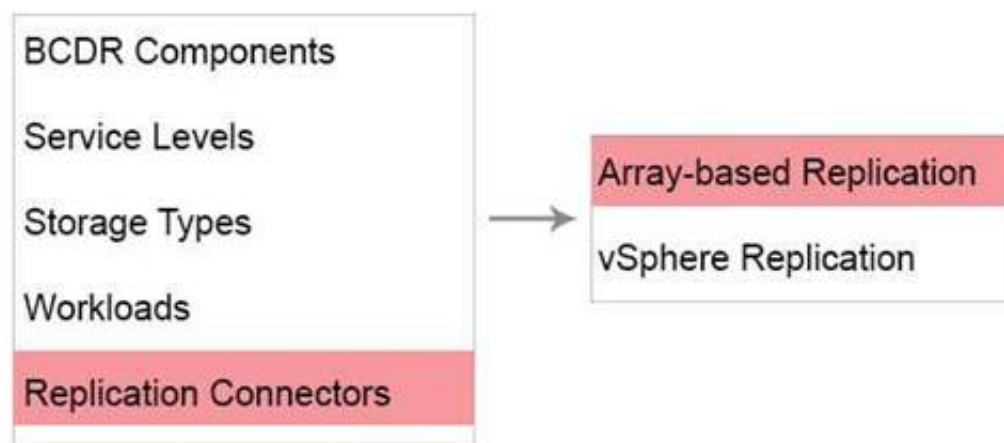 BCDR Components
Service Levels
Storage Types
Workloads
Replication Connectors
Array-based Replication
vSphere Replication